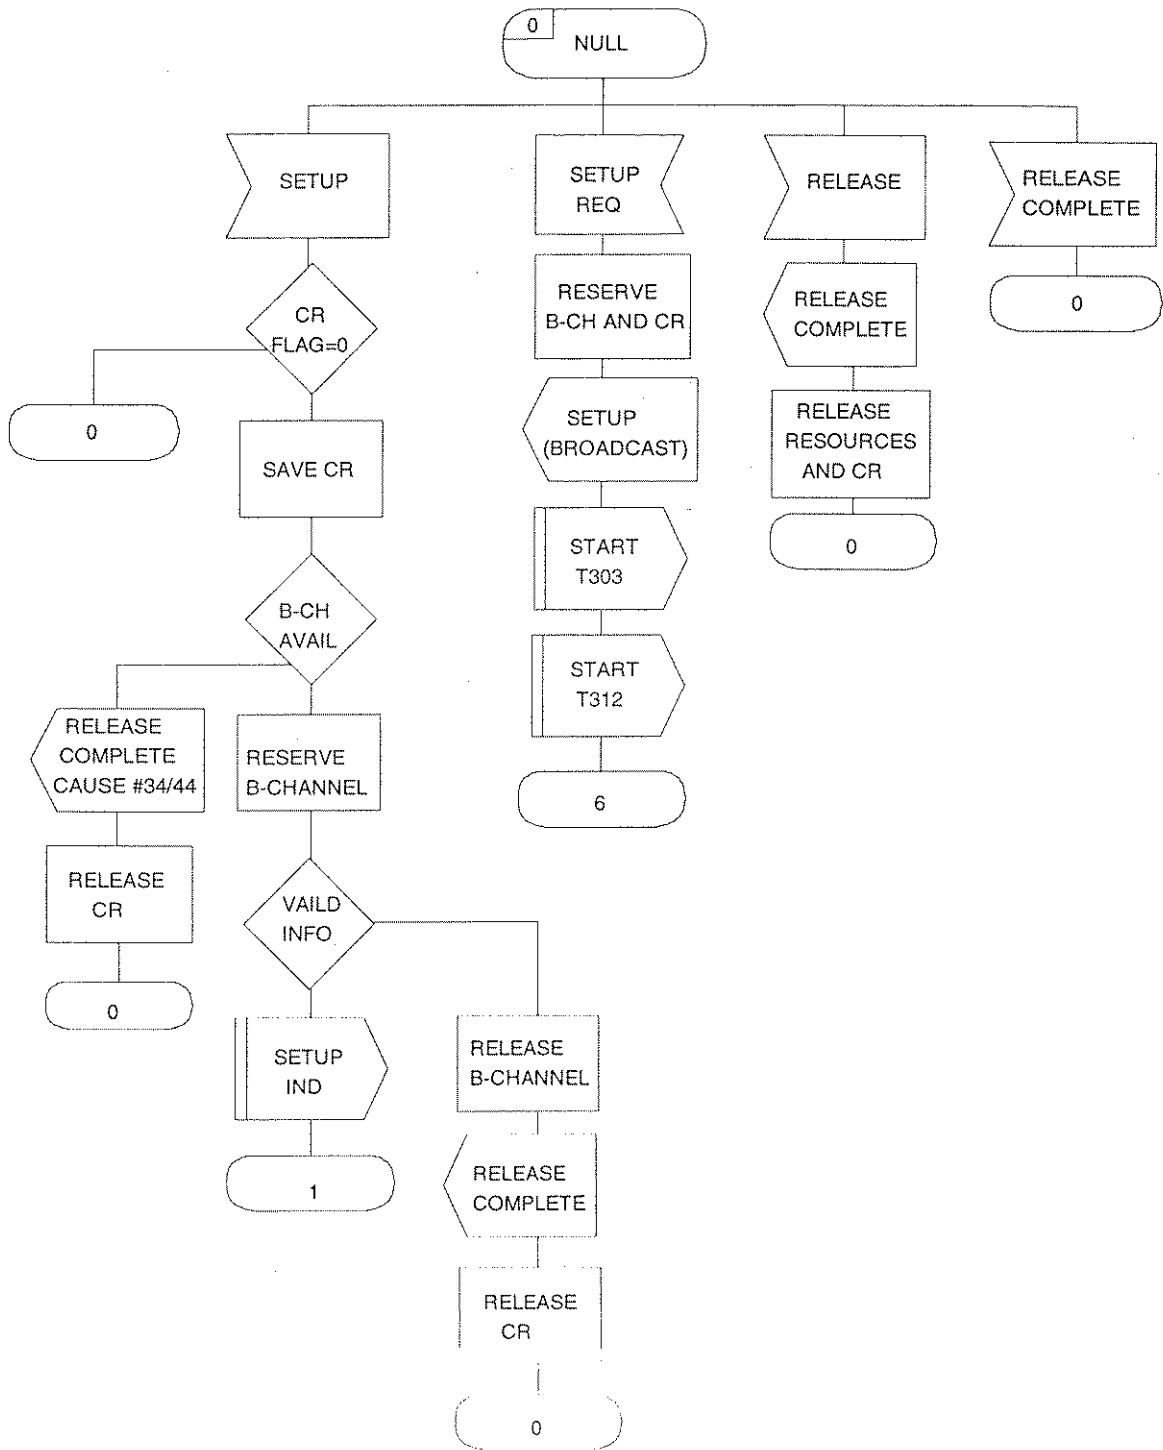 0
NULL
SETUP
CR
FLAG=0
0
SAVE CR
B-CH
AVAIL
RELEASE
COMPLETE
CAUSE #34/44
RELEASE
CR
0
RESERVE
B-CHANNEL
VAILD
INFO
SETUP
IND
1
RELEASE
B-CHANNEL
RELEASE
COMPLETE
RELEASE
CR
0
SETUP
REQ
RESERVE
B-CH AND CR
SETUP
(BROADCAST)
START
T303
START
T312
6
RELEASE
RELEASE
COMPLETE
RELEASE
RESOURCES
AND CR
0
RELEASE
COMPLETE
0